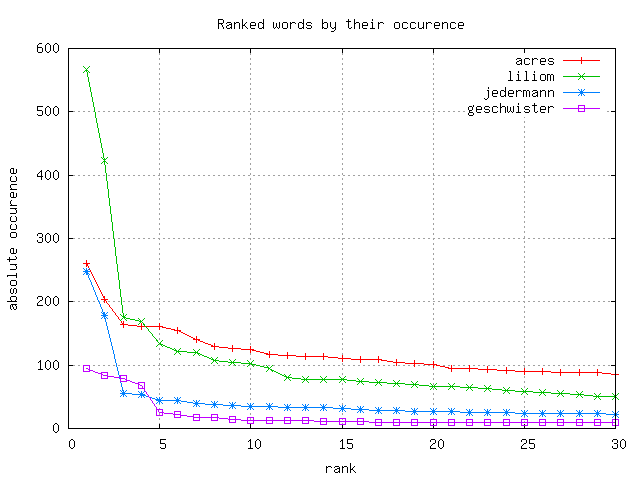 Ranked words by their occurence
600
500
400
300
200
100
0
absolute occurence
acres
liliom
jedermann
geschwister
0 5 10 15 20 25 30
rank